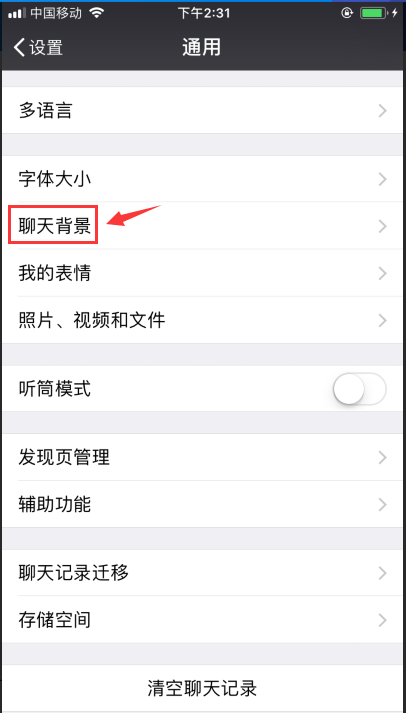 中国移动 下午2:31
设置 通用
多语言
字体大小
聊天背景
我的表情
照片、视频和文件
听筒模式
发现页管理
辅助功能
聊天记录迁移
存储空间
清空聊天记录